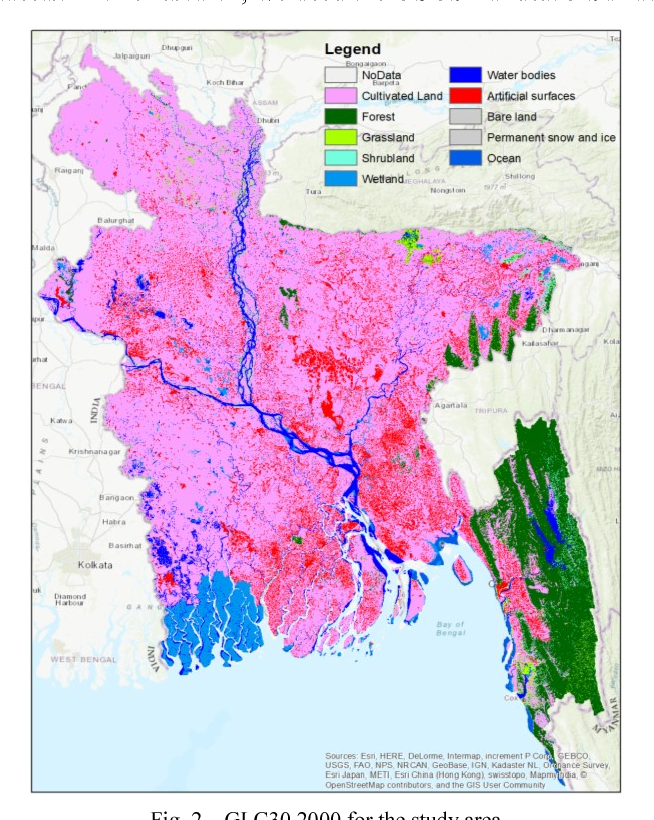 Legend
NoData
Cultivated Land
Forest
Grassland
Shrubland
Wetland
Water bodies
Artificial surfaces
Bare land
Permanent snow and ice
Ocean
Dhupguri
Jalpaiguri
Koch Bihar
Bongaigaon
Barpeta
ASSAM
Dhubri
Raiganj
Tura
MEGHALAYA
Shillong
1977 m
Nongstoin
Balurghat
Malda
Dharmanagar
Kailasahar
BENGAL
INDIA
Agartala
TRIPURA
Katwa
Krishnanagar
PLAINS
Bangaon
Habra
Basirhat
Kolkata
Diamond
Harbour
GANG
Bay of
Bengal
WEST BENGAL
INDIA
MYANMAR
Sources: Esri, HERE, DeLorme, Intermap, increment P Corp., GEBCO,
USGS, FAO, NPS, NRCAN, GeoBase, IGN, Kadaster NL, Ordnance Survey,
Esri Japan, METI, Esri China (Hong Kong), swisstopo, MapmyIndia, ©
OpenStreetMap contributors, and the GIS User Community
Fig. 2 GLC30 2000 for the study area